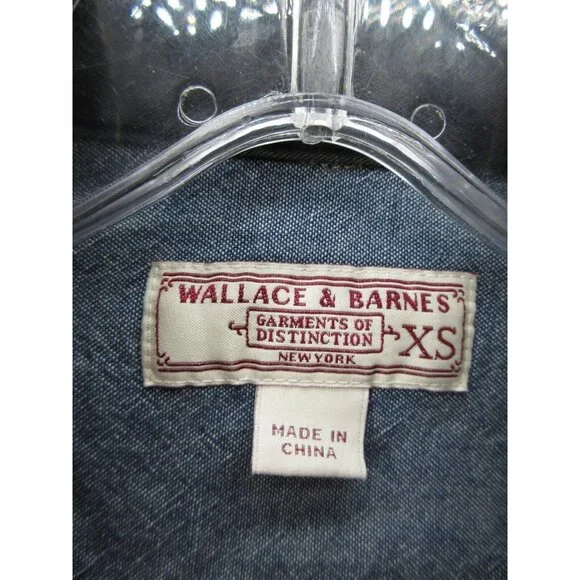 WALLACE & BARNES
GARMENTS OF
DISTINCTION
NEW YORK
XS
MADE IN
CHINA